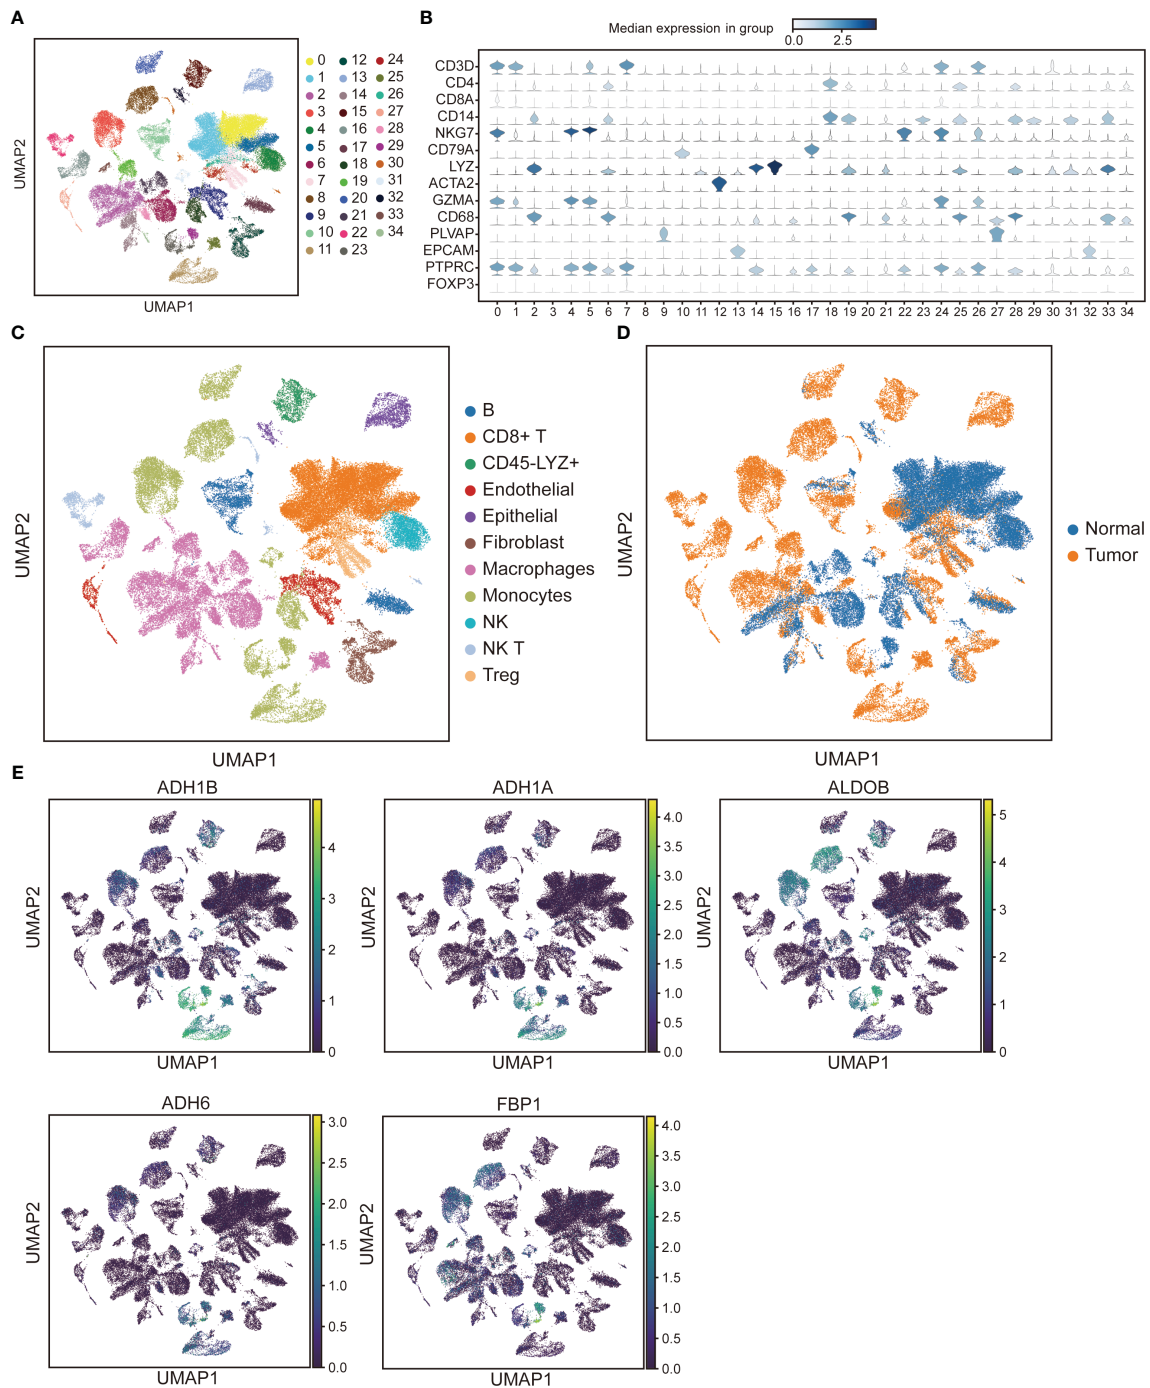 A
UMAP2
UMAP1
0 12 24
1 13 25
2 14 26
3 15 27
4 16 28
5 17 29
6 18 30
7 19 31
8 20 32
9 21 33
10 22 34
11 23
B
Median expression in group
0.0 2.5
CD3D
CD4
CD8A
CD14
NKG7
CD79A
LYZ
ACTA2
GZMA
CD68
PLVAP
EPCAM
PTPRC
FOXP3
0 1 2 3 4 5 6 7 8 9 10 11 12 13 14 15 16 17 18 19 20 21 22 23 24 25 26 27 28 29 30 31 32 33 34
C
UMAP2
UMAP1
B
CD8+ T
CD45-LYZ+
Endothelial
Epithelial
Fibroblast
Macrophages
Monocytes
NK
NK T
Treg
D
UMAP2
UMAP1
Normal
Tumor
E
ADH1B
UMAP2
UMAP1
4
3
2
1
0
ADH1A
UMAP2
UMAP1
4.0
3.5
3.0
2.5
2.0
1.5
1.0
0.5
0.0
ALDOB
UMAP2
UMAP1
5
4
3
2
1
0
ADH6
UMAP2
UMAP1
3.0
2.5
2.0
1.5
1.0
0.5
0.0
FBP1
UMAP2
UMAP1
4.0
3.5
3.0
2.5
2.0
1.5
1.0
0.5
0.0